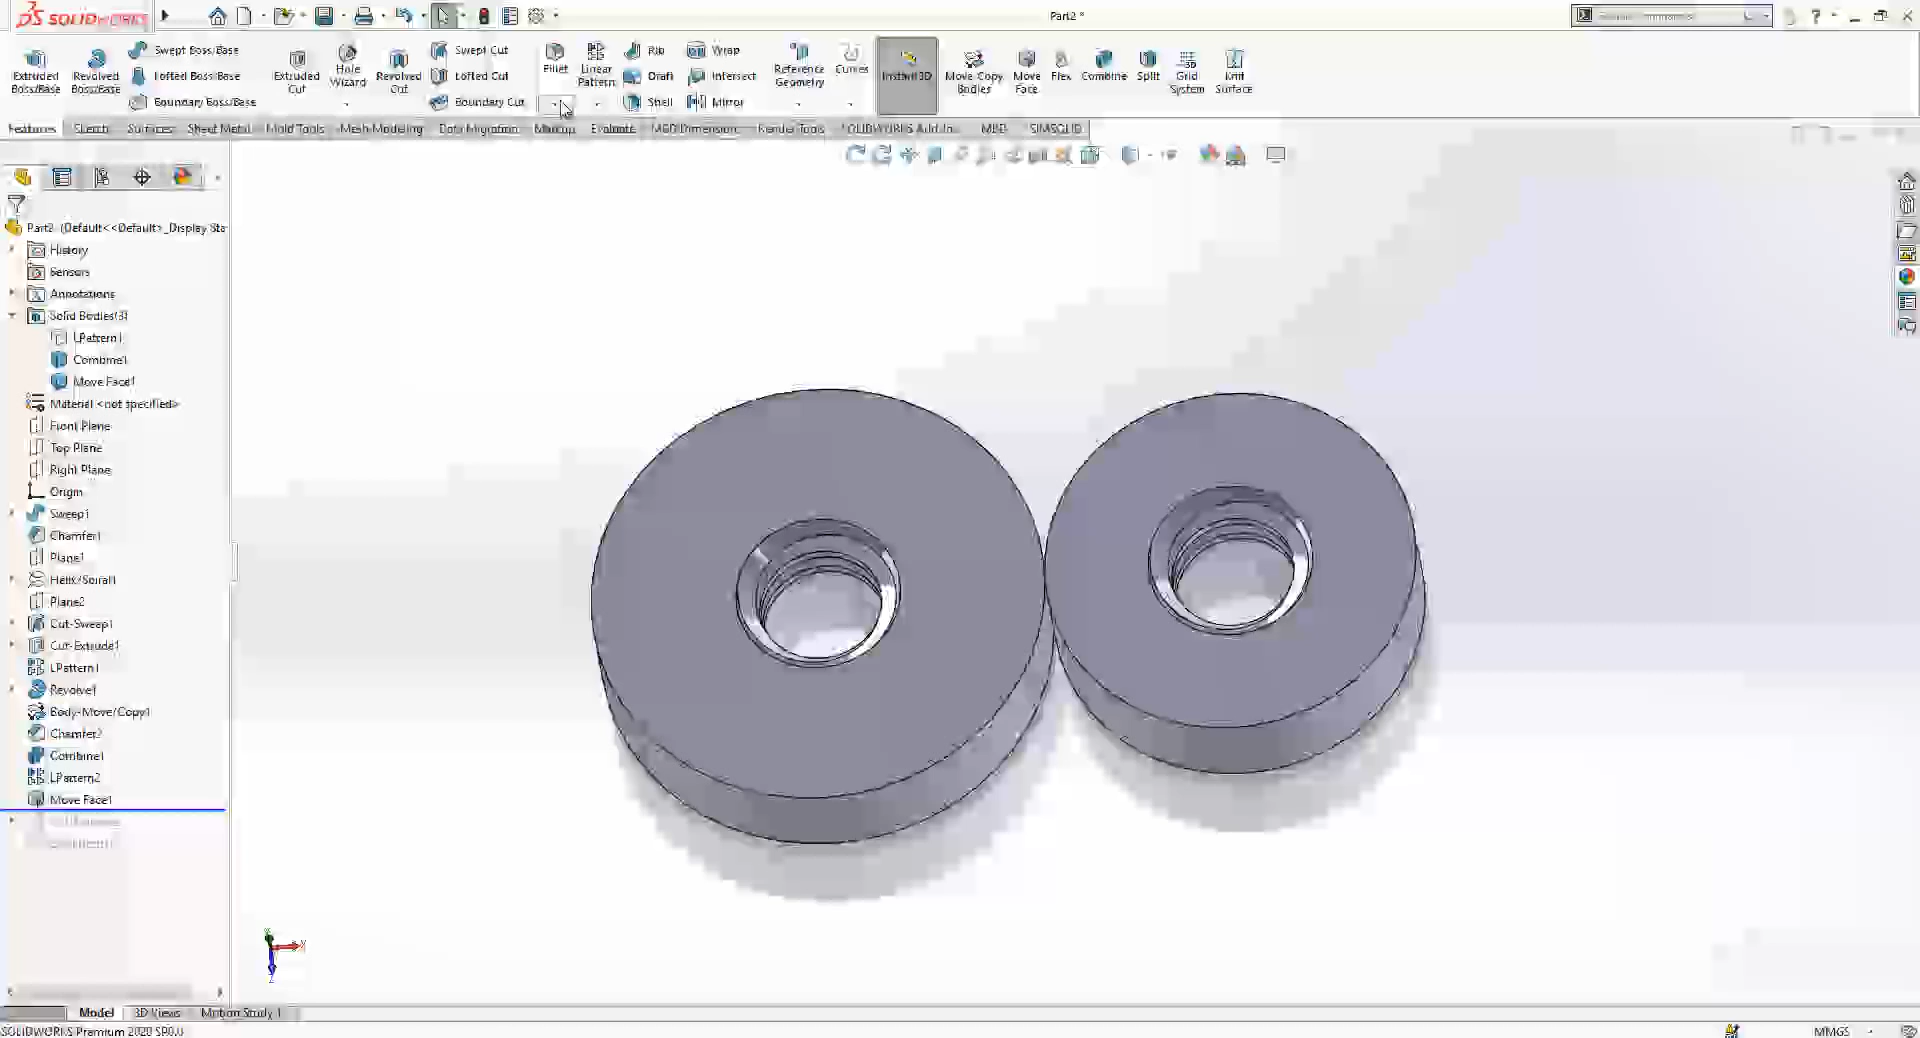 SOLIDWORKS
Part2 *
Extruded Boss/Base
Revolved Boss/Base
Swept Boss/Base
Lofted Boss/Base
Boundary Boss/Base
Extruded Cut
Hole Wizard
Revolved Cut
Swept Cut
Lofted Cut
Boundary Cut
Fillet
Linear Pattern
Rib
Draft
Shell
Wrap
Intersect
Mirror
Reference Geometry
Curves
Instant3D
Move/Copy Bodies
Move Face
Flex
Combine
Split
Grid System
Knit Surface
Features
Sketch
Surfaces
Sheet Metal
Mold Tools
Mesh Modeling
Data Migration
Markup
Evaluate
MBD Dimension
Render Tools
SOLIDWORKS Add-Ins
MBD
SIMSOLID
Part2 (Default<<Default>_Display Sta
History
Sensors
Annotations
Solid Bodies(3)
LPattern1
Combine1
Move Face1
Material <not specified>
Front Plane
Top Plane
Right Plane
Origin
Sweep1
Chamfer1
Plane1
Helix/Spiral1
Plane2
Cut-Sweep1
Cut-Extrude1
LPattern1
Revolve1
Body-Move/Copy1
Chamfer2
Combine1
LPattern2
Move Face1
X
Z
Model
3D Views
Motion Study 1
SOLIDWORKS Premium 2020 SP0.0
MMGS